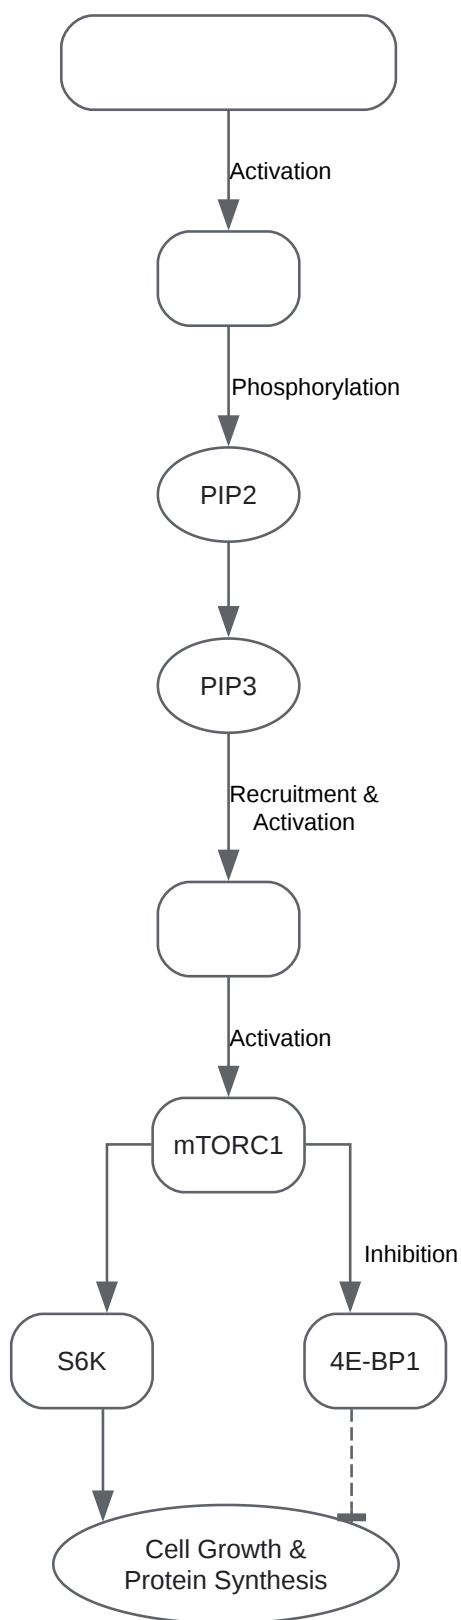 Activation
Phosphorylation
PIP2
PIP3
Recruitment &
Activation
Activation
mTORC1
Inhibition
S6K
4E-BP1
Cell Growth &
Protein Synthesis